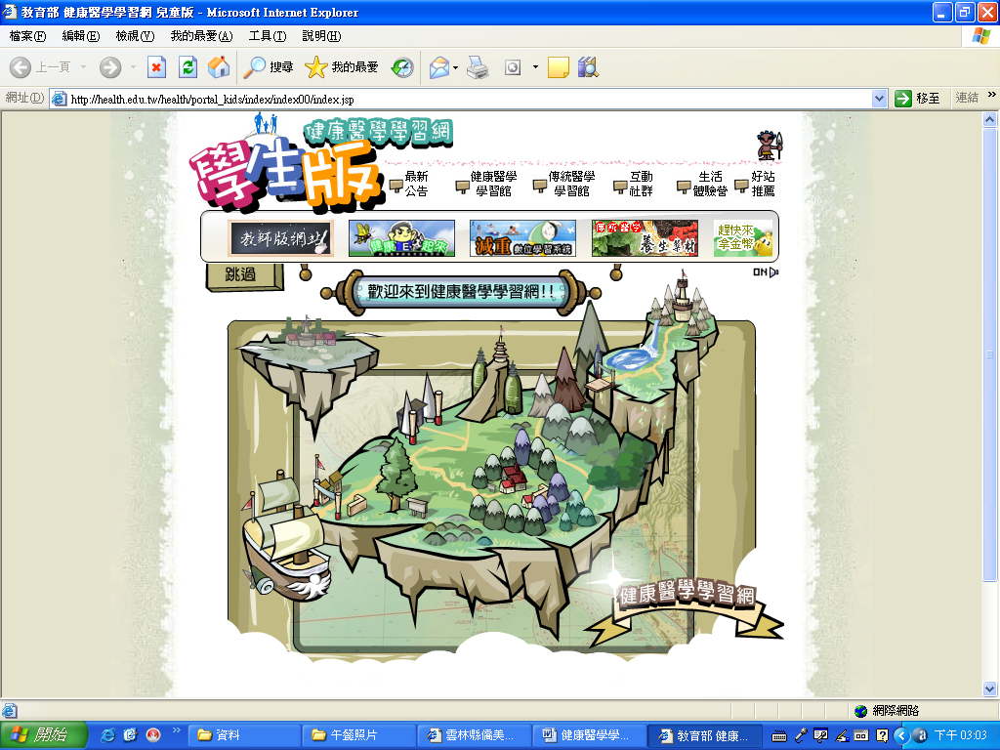 教育部 健康醫學學習網 兒童版 - Microsoft Internet Explorer
檔案(F) 編輯(E) 檢視(V) 我的最愛(A) 工具(T) 說明(H)
上一頁 搜尋 我的最愛
網址(D) http://health.edu.tw/health/portal_kids/index/index00/index.jsp 移至 連結 »
健康醫學學習網
學生版
最新公告
健康醫學學習館
傳統醫學學習館
互動社群
生活體驗營
好站推薦
教師版網站
健康E起來
減重數位學習系統
養生藥材
趕快來
拿金幣
跳過
ON
歡迎來到健康醫學學習網!!
健康醫學學習網
網際網路
開始 » 資料 午餐照片 雲林縣僑美... 健康醫學學... 教育部 健康... 下午 03:03